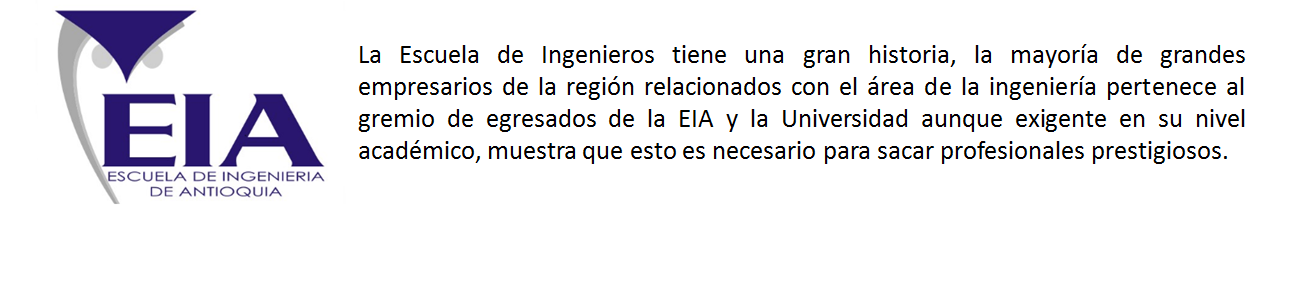 EIA
ESCUELA DE INGENIERIA
DE ANTIOQUIA
La Escuela de Ingenieros tiene una gran historia, la mayoría de grandes
empresarios de la región relacionados con el área de la ingeniería pertenece al
gremio de egresados de la EIA y la Universidad aunque exigente en su nivel
académico, muestra que esto es necesario para sacar profesionales prestigiosos.